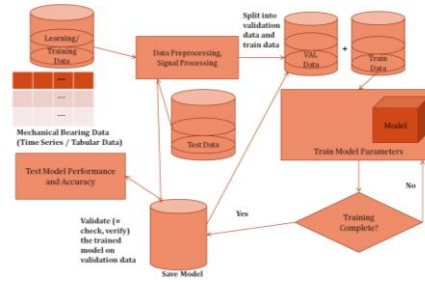 Learning/
Training
Data
Data Preprocessing,
Signal Processing
Split into
validation
data and
train data
VAL
Data
+
Train
Data
Mechanical Bearing Data
(Time Series / Tabular Data)
Test Data
Model
Train Model Parameters
Test Model Performance
and Accuracy
No
Validate (=
check, verify)
the trained
model on
validation data
Yes
Training
Complete?
Save Model